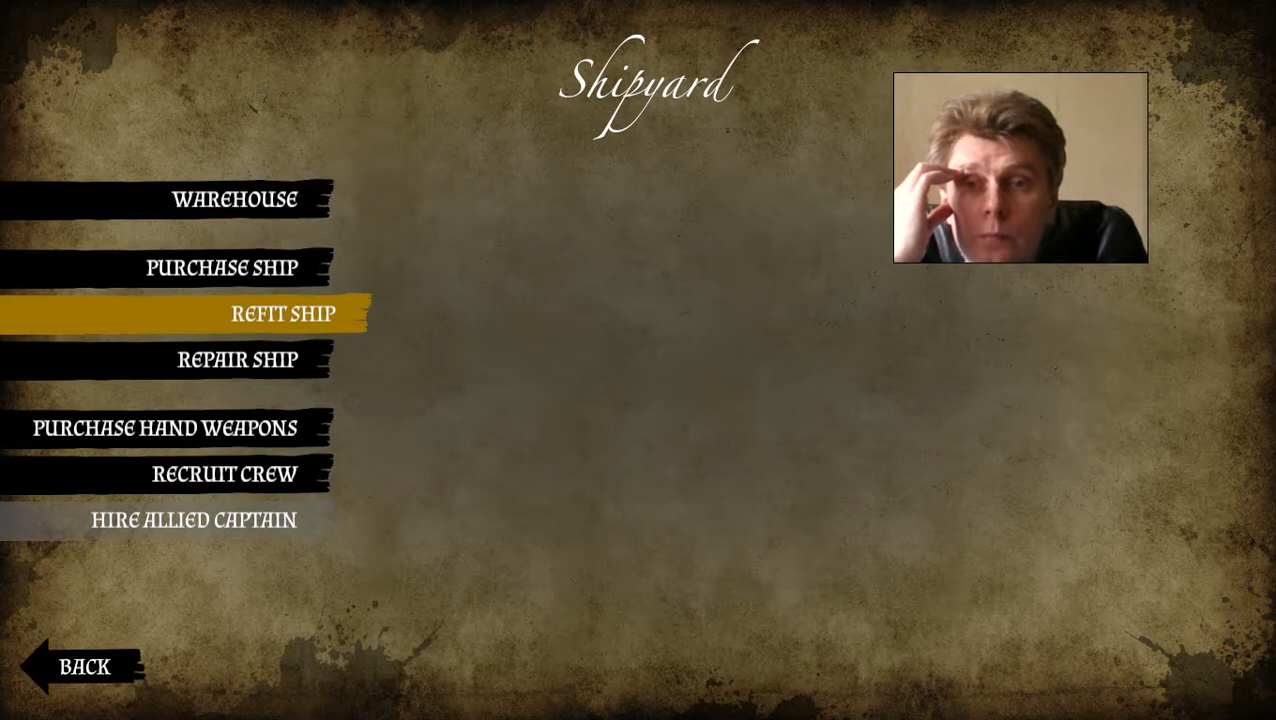 Shipyard
WAREHOUSE
PURCHASE SHIP
REFIT SHIP
REPAIR SHIP
PURCHASE HAND WEAPONS
RECRUIT CREW
HIRE ALLIED CAPTAIN
BACK